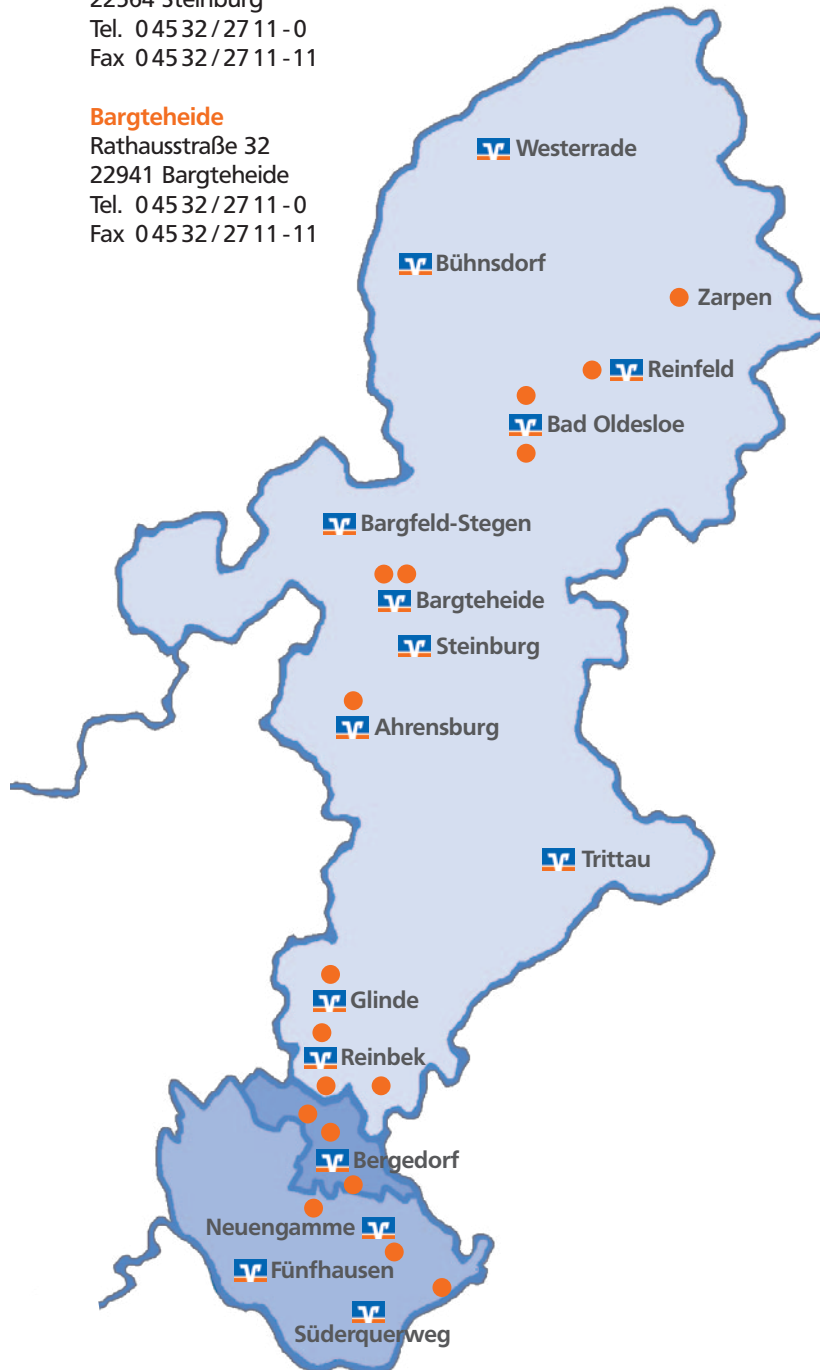 22964 Steinburg
Tel. 0 45 32 / 27 11 - 0
Fax 0 45 32 / 27 11 - 11
Bargteheide
Rathausstraße 32
22941 Bargteheide
Tel. 0 45 32 / 27 11 - 0
Fax 0 45 32 / 27 11 - 11
Westerrade
Bühnsdorf
Zarpen
Reinfeld
Bad Oldesloe
Bargfeld-Stegen
Bargteheide
Steinburg
Ahrensburg
Trittau
Glinde
Reinbek
Bergedorf
Neuengamme
Fünfhausen
Süderquerweg